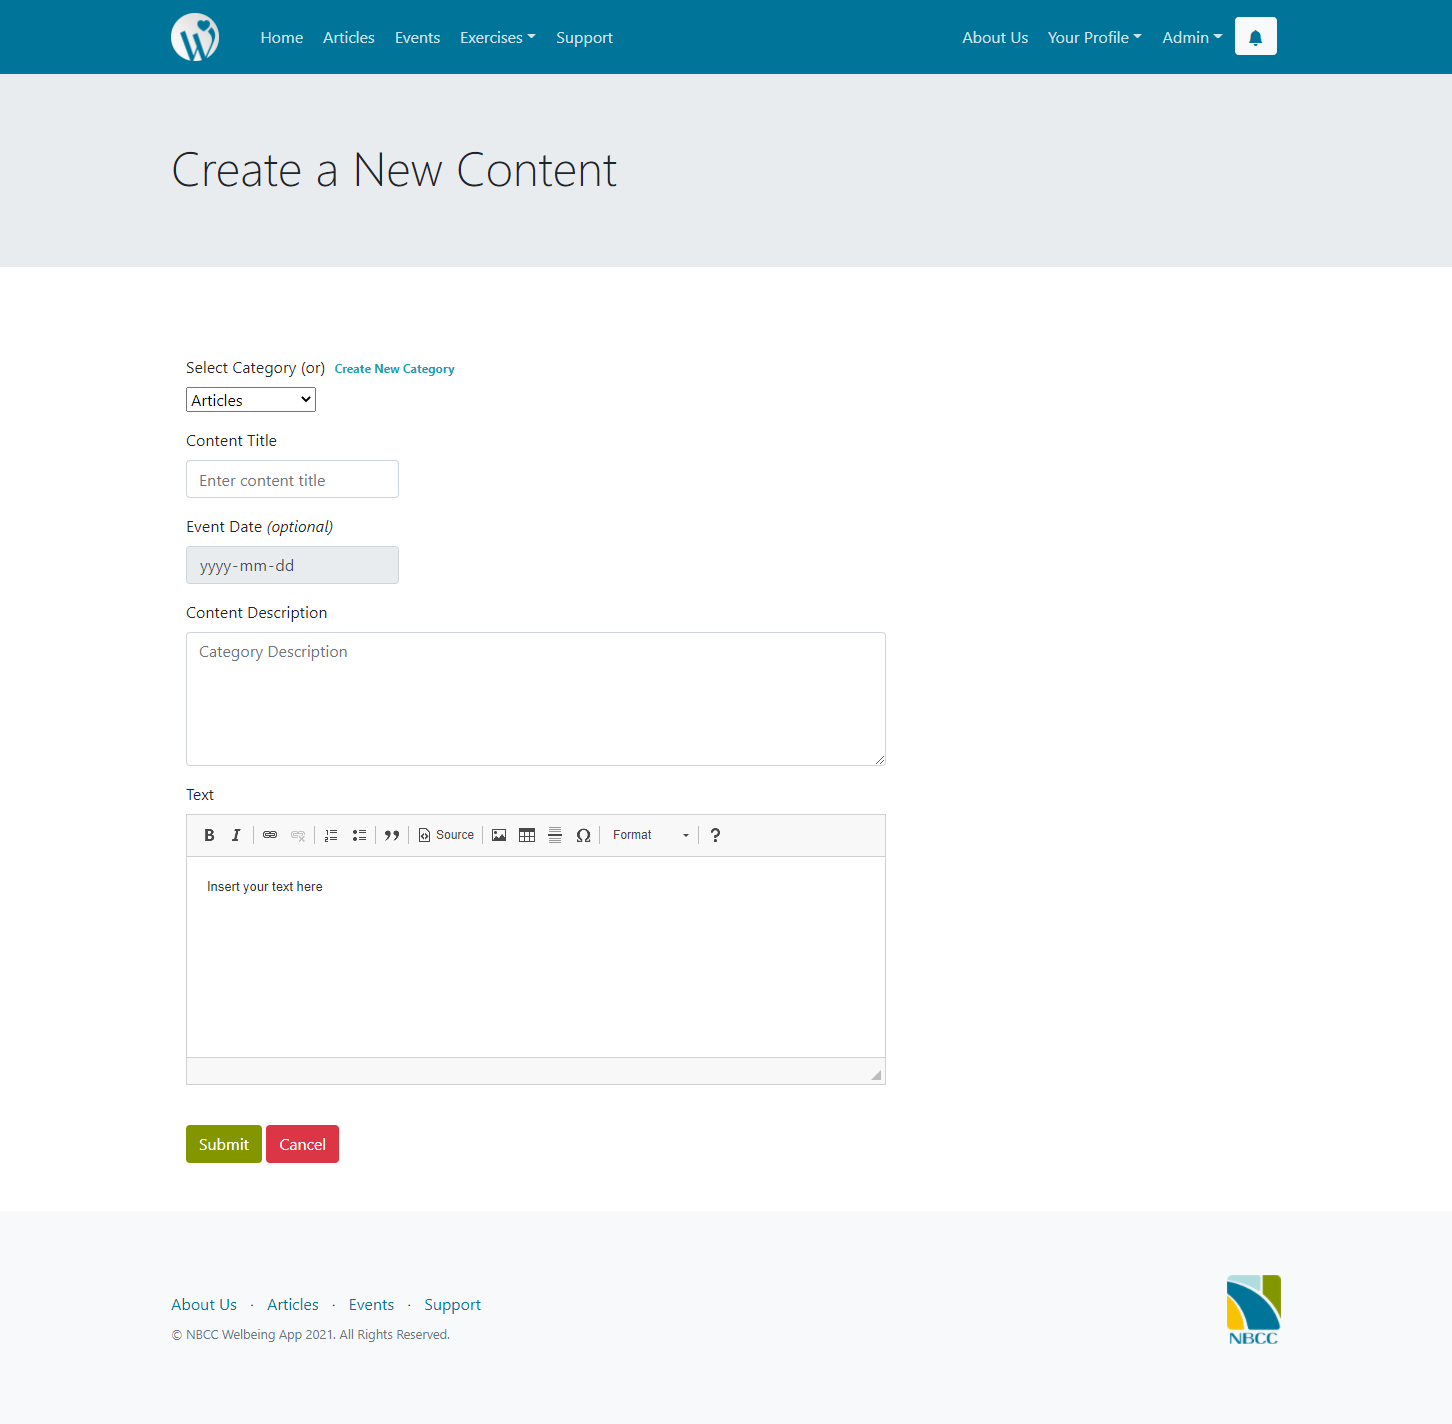 Home Articles Events Exercises Support About Us Your Profile Admin
Create a New Content
Select Category (or) Create New Category
Articles
Content Title
Enter content title
Event Date (optional)
yyyy-mm-dd
Content Description
Category Description
Text
B I Source Ω Format ?
Insert your text here
Submit Cancel
About Us · Articles · Events · Support
© NBCC Welbeing App 2021. All Rights Reserved.
NBCC